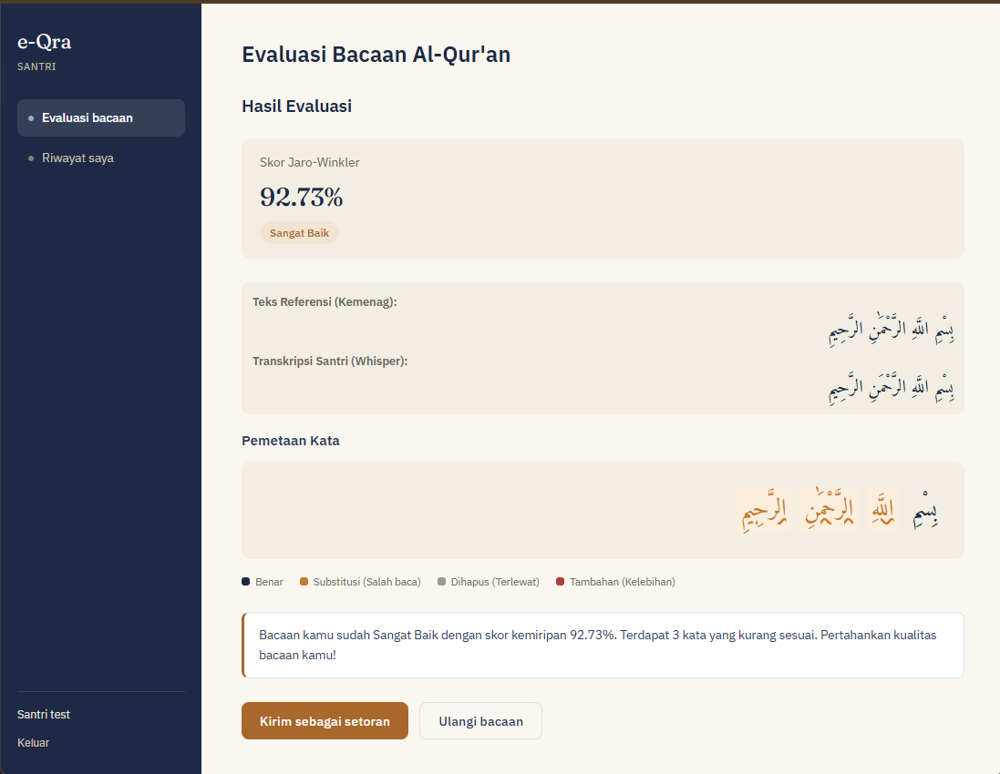 e-Qra
SANTRI
Evaluasi bacaan
Riwayat saya
Santri test
Keluar
Evaluasi Bacaan Al-Qur'an
Hasil Evaluasi
Skor Jaro-Winkler
92.73%
Sangat Baik
Teks Referensi (Kemenag):
بِسْمِ اللّٰهِ الرَّحْمٰنِ الرَّحِيْمِ
Transkripsi Santri (Whisper):
بِسْمِ اللَّهِ الرَّحْمَنِ الرَّحِيمِ
Pemetaan Kata
بِسْمِ اللّٰهِ الرَّحْمٰنِ الرَّحِيْمِ
Benar
Substitusi (Salah baca)
Dihapus (Terlewat)
Tambahan (Kelebihan)
Bacaan kamu sudah Sangat Baik dengan skor kemiripan 92.73%. Terdapat 3 kata yang kurang sesuai. Pertahankan kualitas
bacaan kamu!
Kirim sebagai setoran
Ulangi bacaan